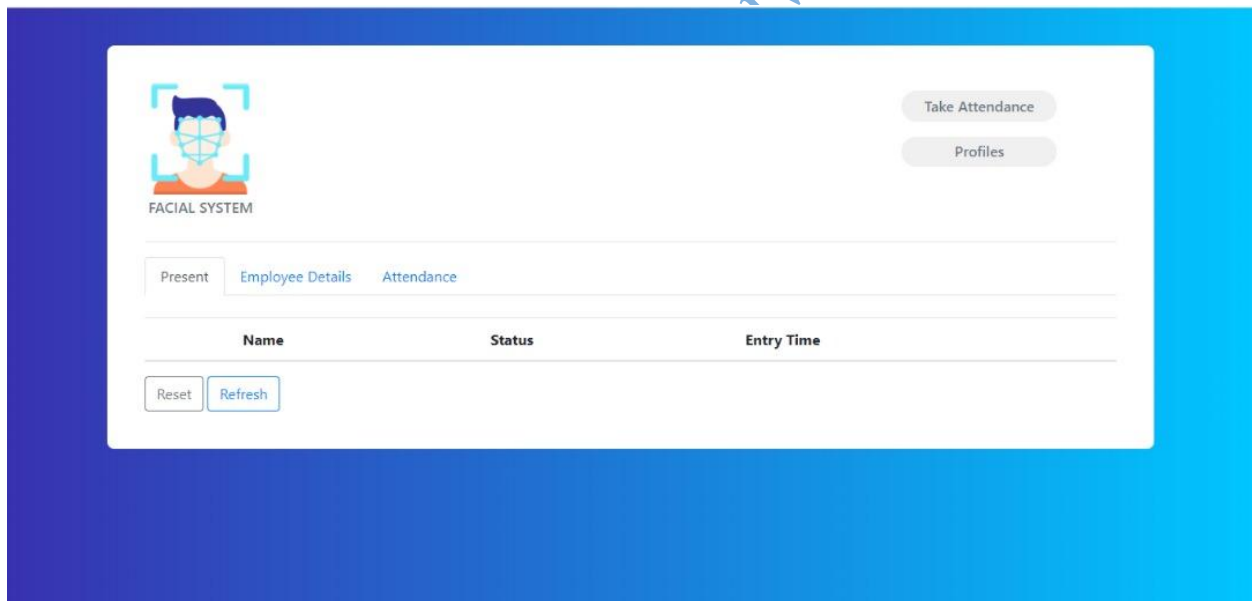 Take Attendance
Profiles
FACIAL SYSTEM
Present Employee Details Attendance
Name Status Entry Time
Reset Refresh